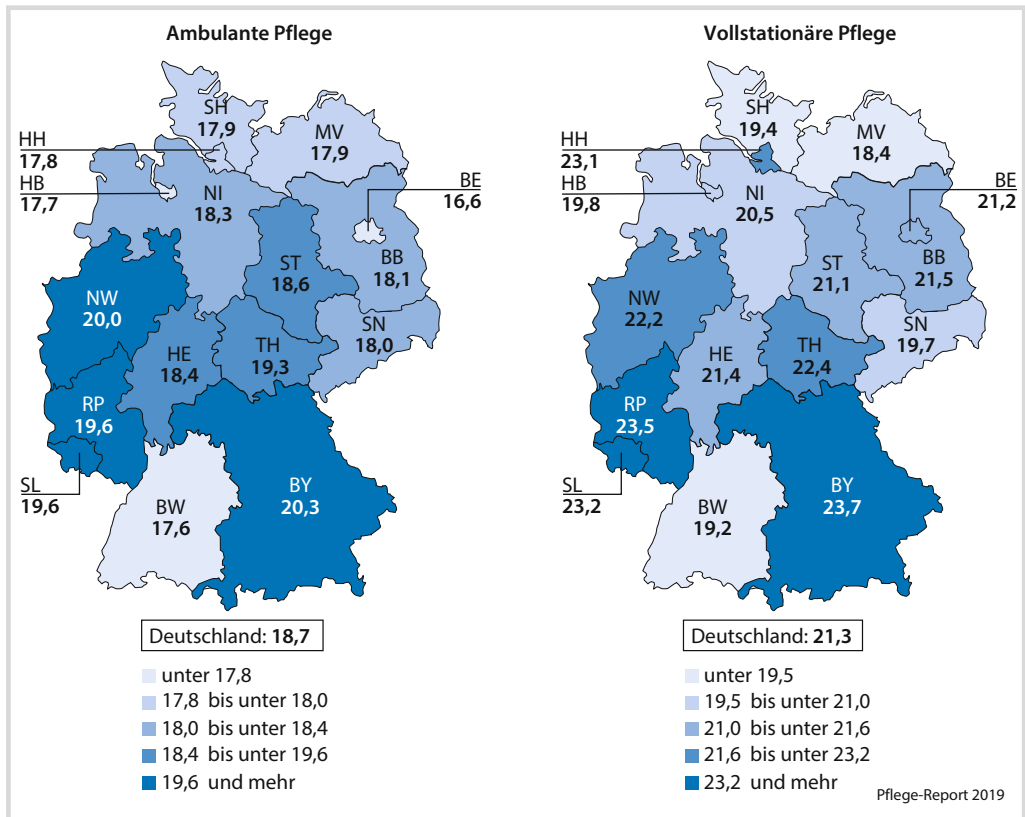 Ambulante Pflege
SH
17,9
MV
17,9
HH
17,8
HB
17,7
NI
18,3
BE
16,6
BB
18,1
ST
18,6
NW
20,0
SN
18,0
HE
18,4
TH
19,3
RP
19,6
SL
19,6
BW
17,6
BY
20,3
Deutschland: 18,7
unter 17,8
17,8 bis unter 18,0
18,0 bis unter 18,4
18,4 bis unter 19,6
19,6 und mehr
Vollstationäre Pflege
SH
19,4
MV
18,4
HH
23,1
HB
19,8
NI
20,5
BE
21,2
BB
21,5
ST
21,1
NW
22,2
SN
19,7
HE
21,4
TH
22,4
RP
23,5
SL
23,2
BW
19,2
BY
23,7
Deutschland: 21,3
unter 19,5
19,5 bis unter 21,0
21,0 bis unter 21,6
21,6 bis unter 23,2
23,2 und mehr
Pflege-Report 2019